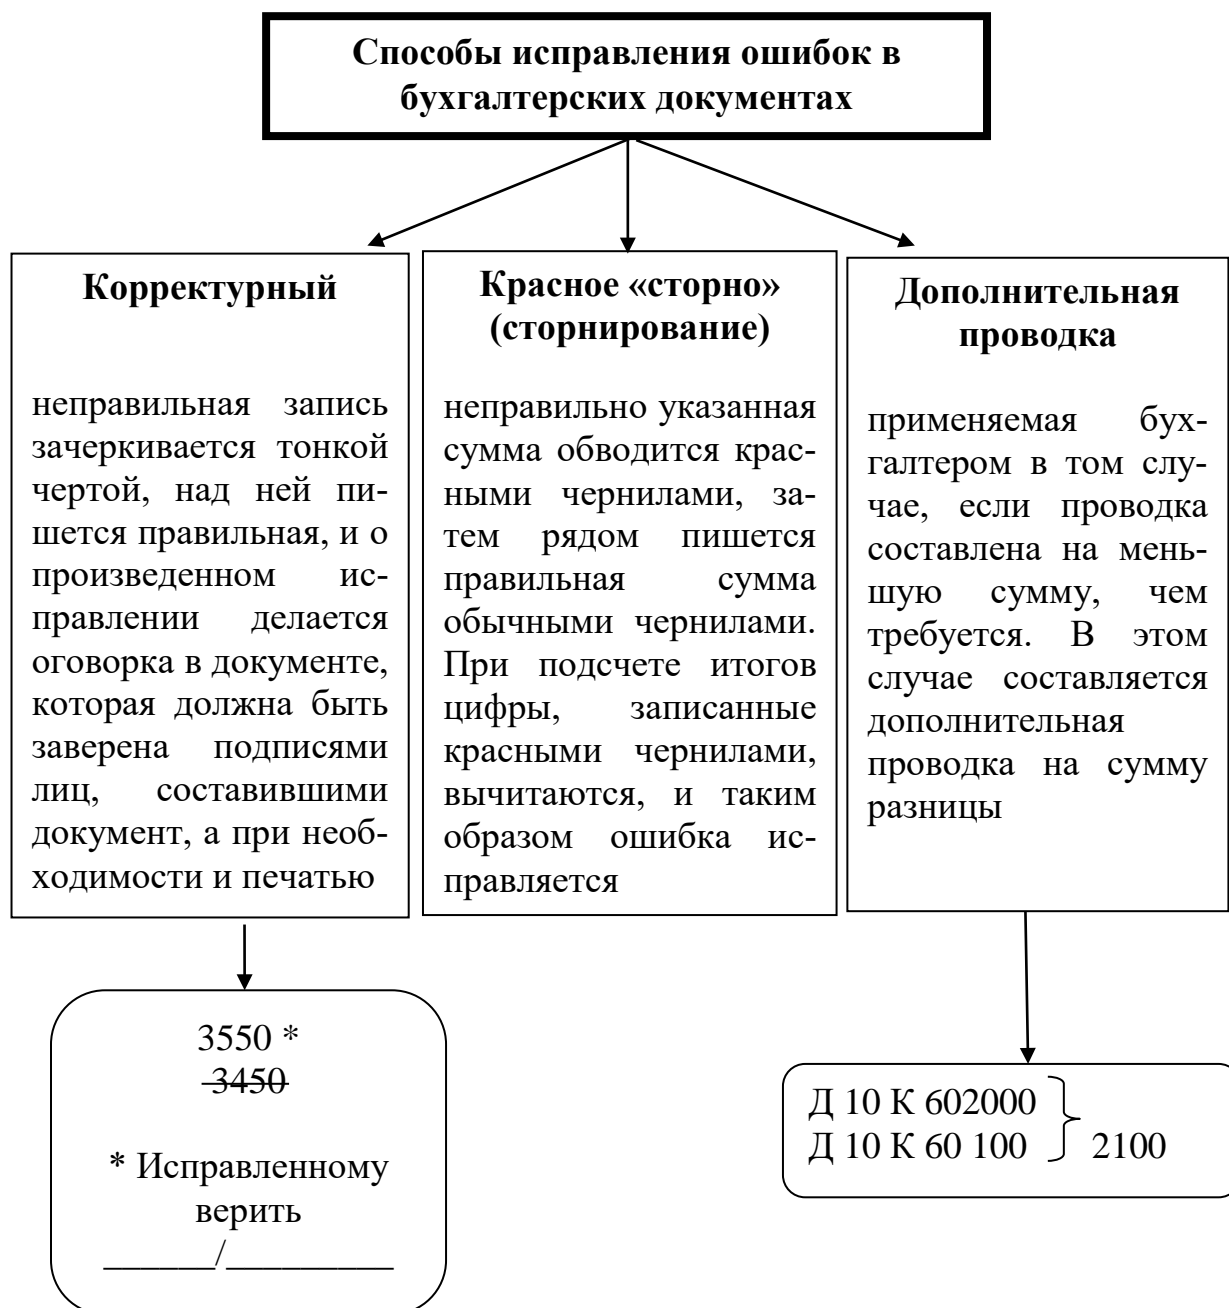 Способы исправления ошибок в
бухгалтерских документах
Корректурный
неправильная запись
зачеркивается тонкой
чертой, над ней пи-
шется правильная, и о
произведенном ис-
правлении делается
оговорка в документе,
которая должна быть
заверена подписями
лиц, составившими
документ, а при необ-
ходимости и печатью
Красное «сторно»
(сторнирование)
неправильно указанная
сумма обводится крас-
ными чернилами, за-
тем рядом пишется
правильная сумма
обычными чернилами.
При подсчете итогов
цифры, записанные
красными чернилами,
вычитаются, и таким
образом ошибка ис-
правляется
Дополнительная
проводка
применяемая бух-
галтером в том слу-
чае, если проводка
составлена на мень-
шую сумму, чем
требуется. В этом
случае составляется
дополнительная
проводка на сумму
разницы
3550 *
3450
* Исправленному
верить
______/_________
Д 10 К 602000
Д 10 К 60 100
2100